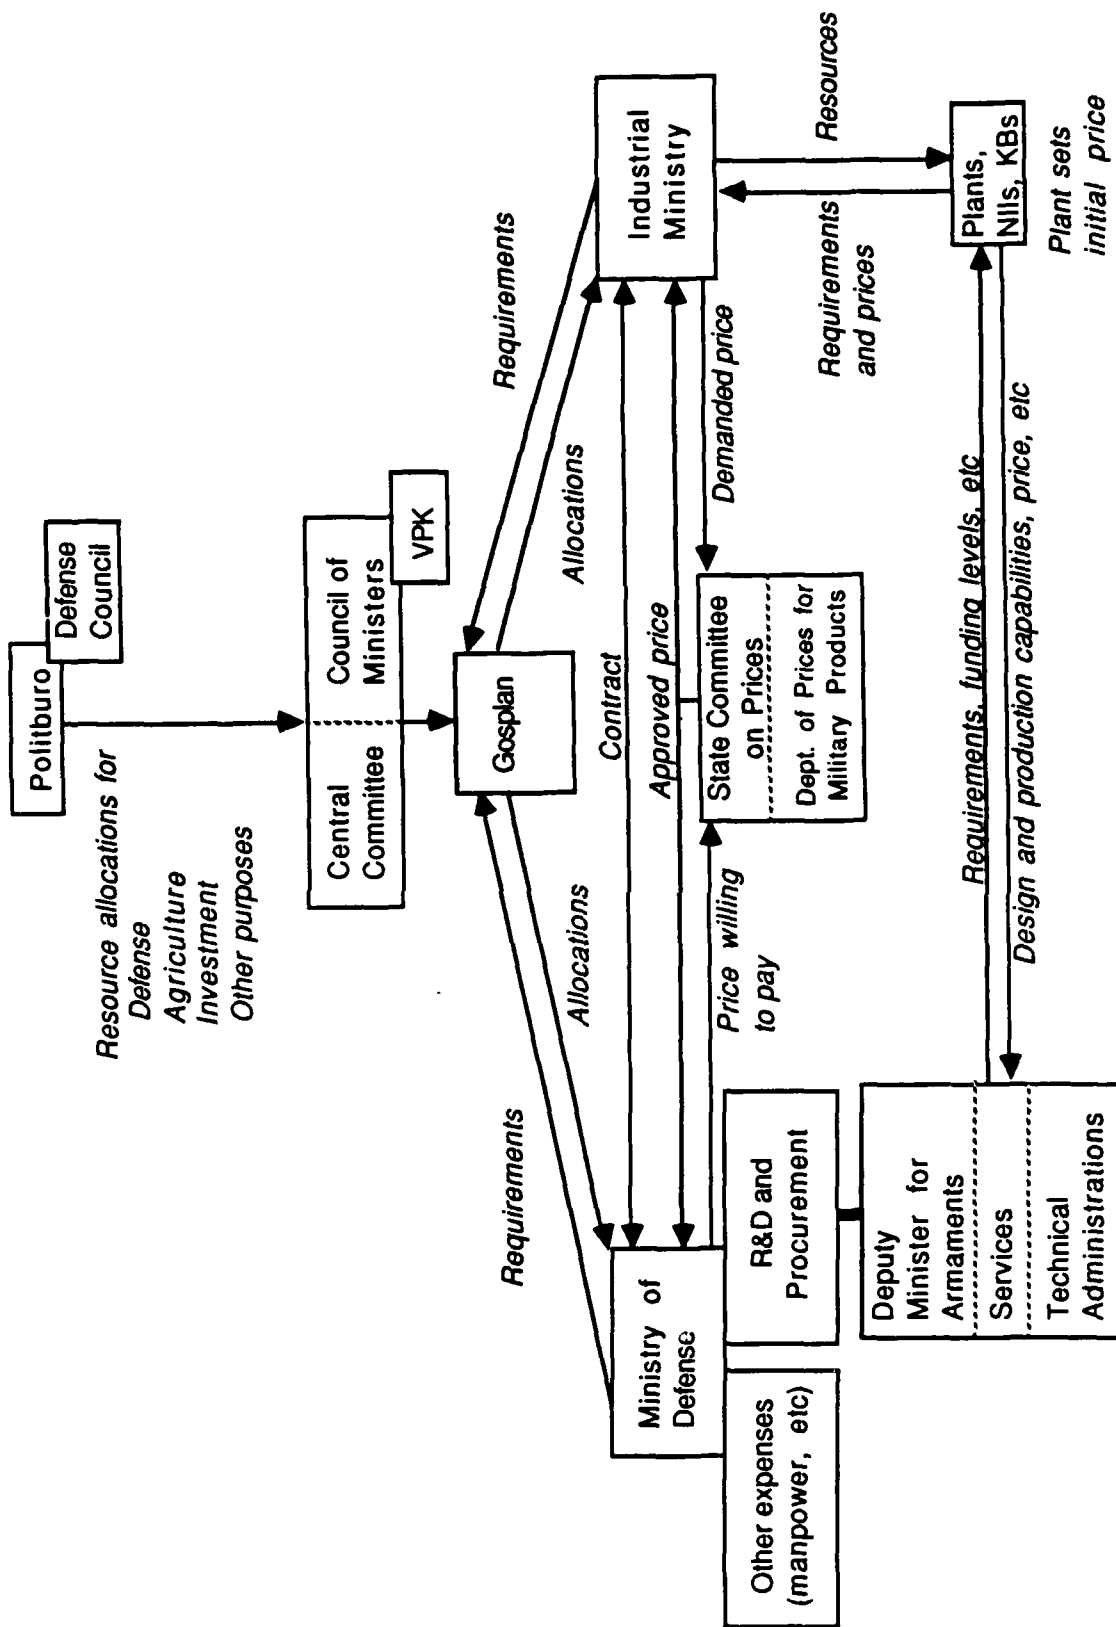 Politburo
Defense
Council
Resource allocations for
Defense
Agriculture
Investment
Other purposes
Central
Committee
Council of
Ministers
VPK
Gosplan
Requirements
Allocations
Requirements
Allocations
Contract
Approved price
Ministry of
Defense
Industrial
Ministry
Price willing
to pay
Demanded price
State Committee
on Prices
Dept. of Prices for
Military Products
Requirements
and prices
Resources
Other expenses
(manpower, etc)
R&D and
Procurement
Deputy
Minister for
Armaments
Services
Technical
Administrations
Requirements, funding levels, etc
Design and production capabilities, price, etc
Plants,
NIIs, KBs
Plant sets
initial price